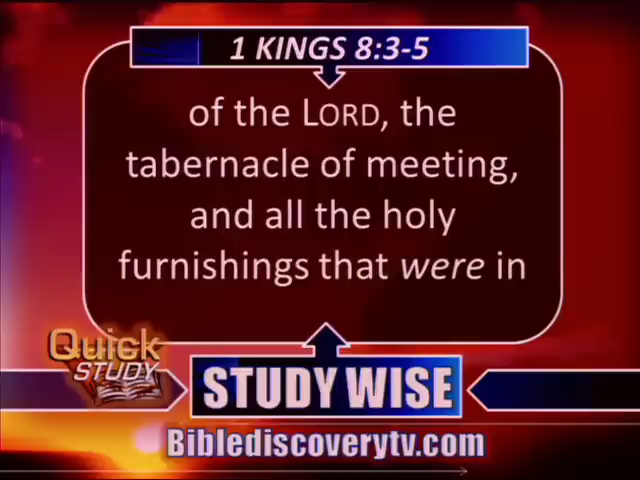 1 KINGS 8:3-5
of the LORD, the
tabernacle of meeting,
and all the holy
furnishings that were in
Quick
STUDY
STUDY WISE
Biblediscoverytv.com